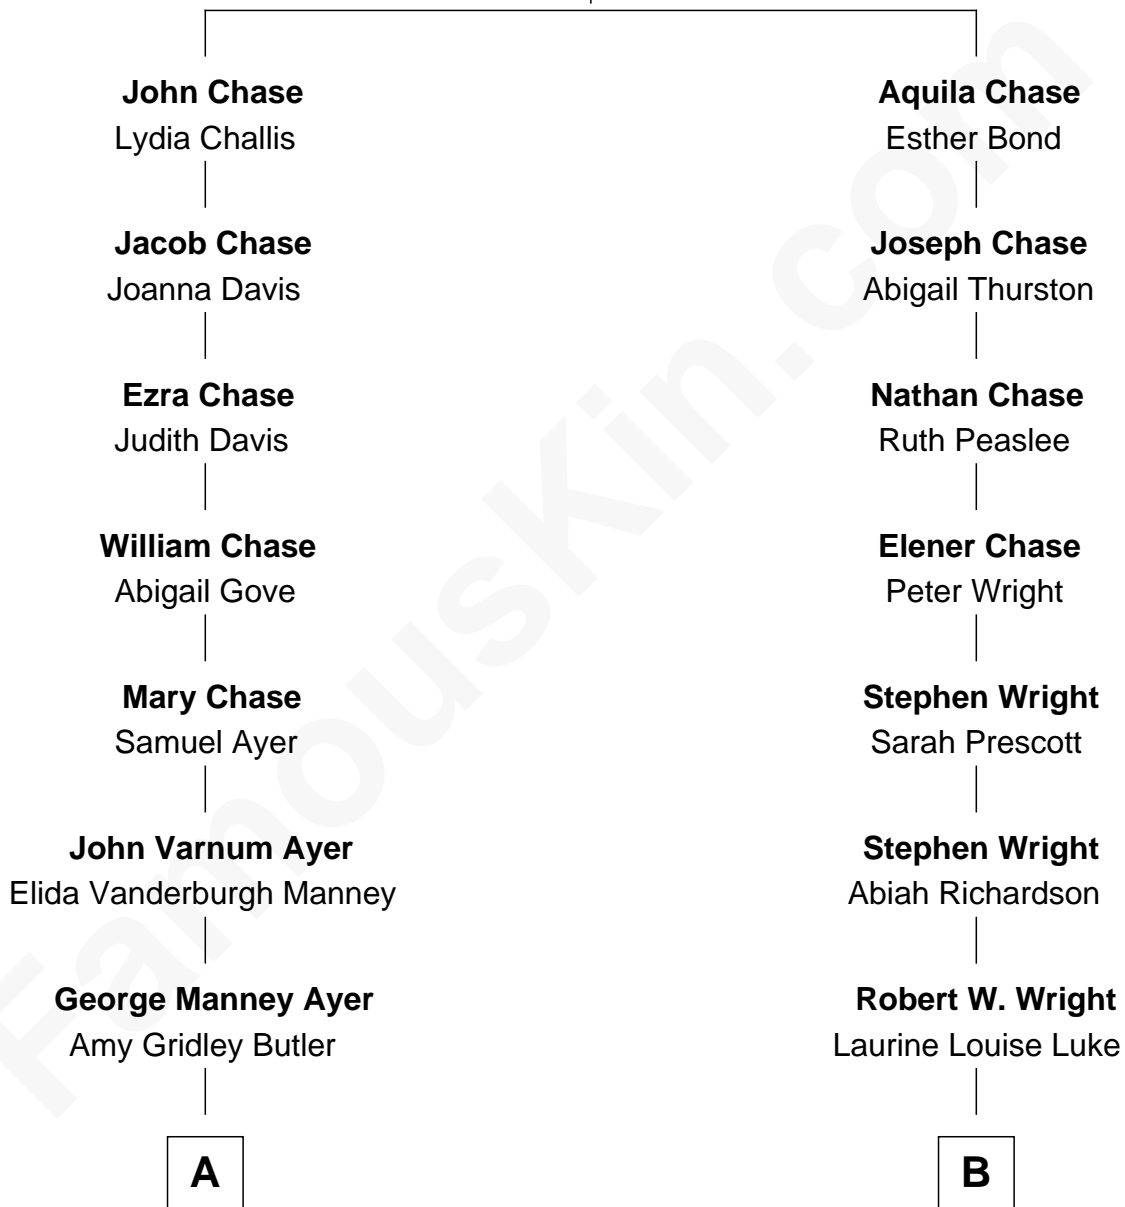 John Chase
Lydia Challis
Jacob Chase
Joanna Davis
Ezra Chase
Judith Davis
William Chase
Abigail Gove
Mary Chase
Samuel Ayer
John Varnum Ayer
Elida Vanderburgh Manney
George Manney Ayer
Amy Gridley Butler
A
Aquila Chase
Esther Bond
Joseph Chase
Abigail Thurston
Nathan Chase
Ruth Peaslee
Elener Chase
Peter Wright
Stephen Wright
Sarah Prescott
Stephen Wright
Abiah Richardson
Robert W. Wright
Laurine Louise Luke
B
FamousKin.com